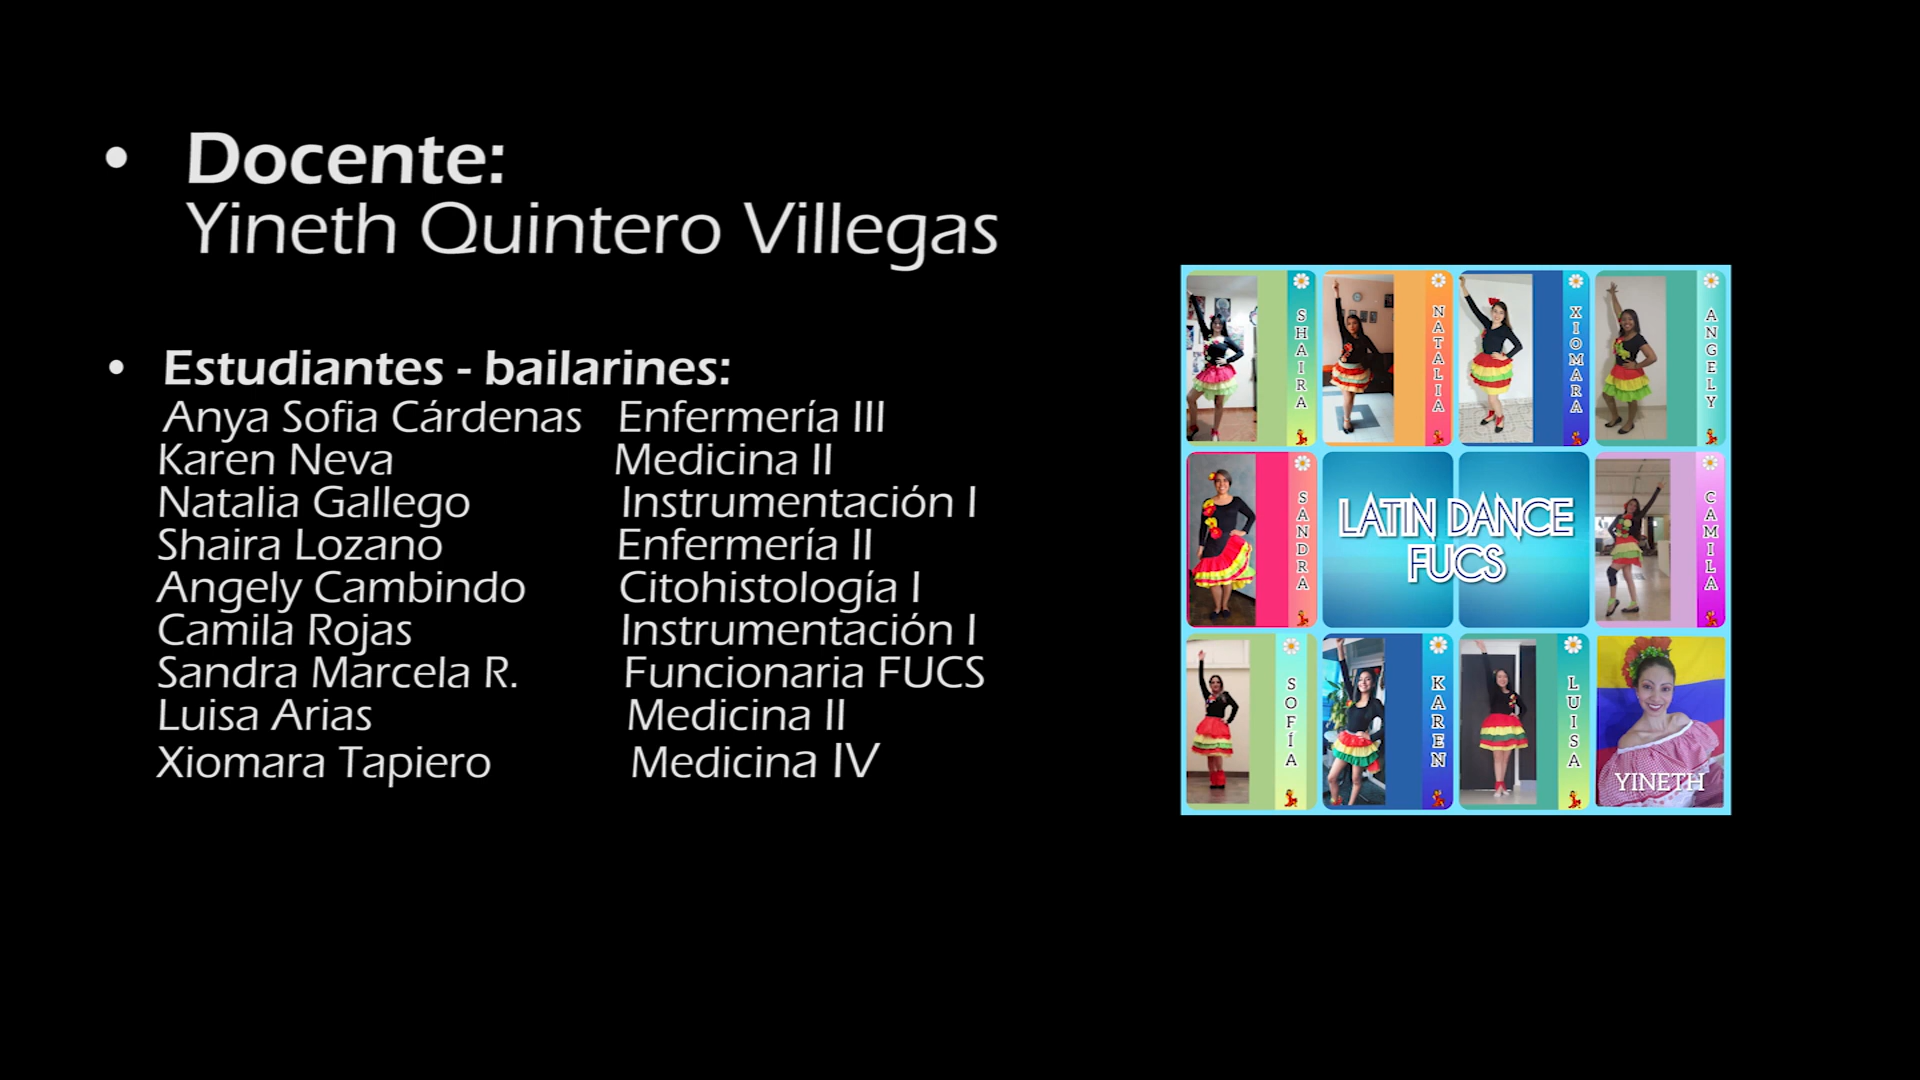 • Docente:
Yineth Quintero Villegas
• Estudiantes - bailarines:
Anya Sofia Cárdenas Enfermería III
Karen Neva Medicina II
Natalia Gallego Instrumentación I
Shaira Lozano Enfermería II
Angely Cambindo Citohistología I
Camila Rojas Instrumentación I
Sandra Marcela R. Funcionaria FUCS
Luisa Arias Medicina II
Xiomara Tapiero Medicina IV
SHAIRA
NATALIA
XIOMARA
ANGELY
SANDRA
LATIN DANCE
FUCS
CAMILA
SOFÍA
KAREN
LUISA
YINETH